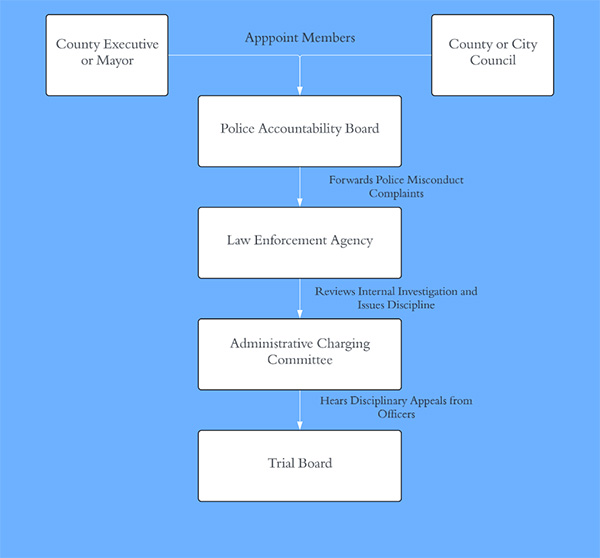 County Executive
or Mayor
Apppoint Members
County or City
Council
Police Accountability Board
Forwards Police Misconduct
Complaints
Law Enforcement Agency
Reviews Internal Investigation and
Issues Discipline
Administrative Charging
Committee
Hears Disciplinary Appeals from
Officers
Trial Board